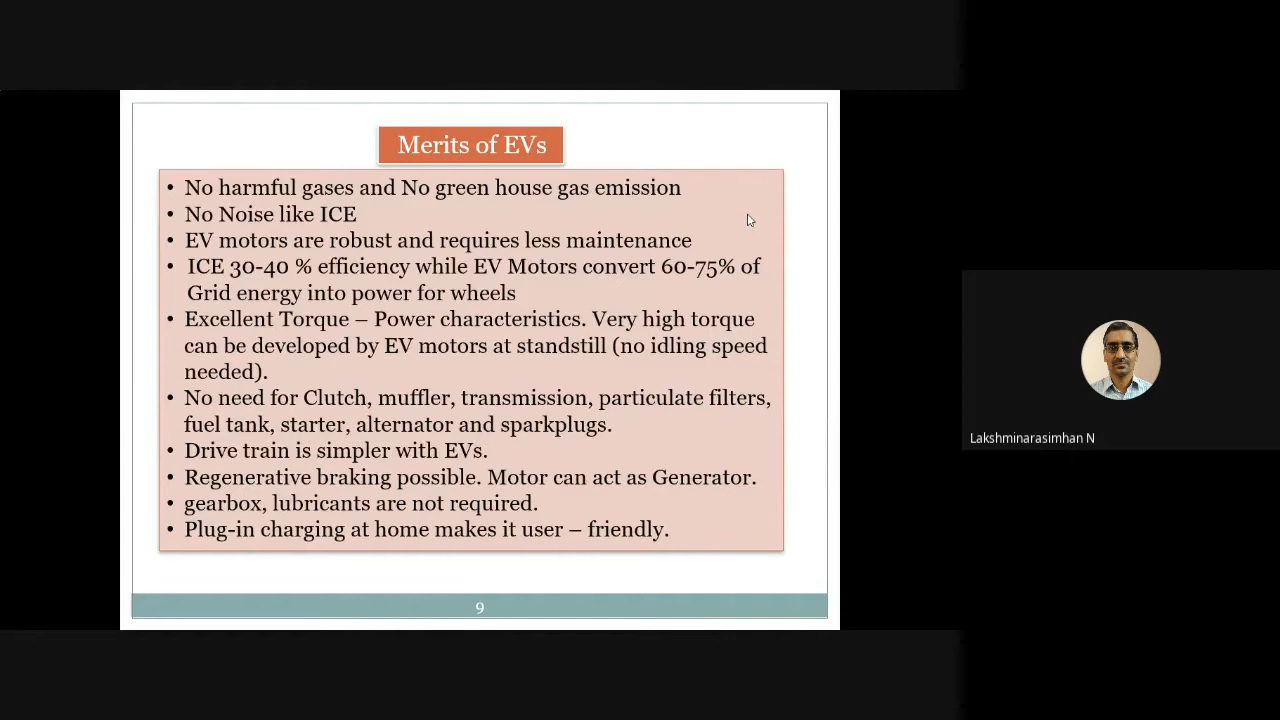 Merits of EVs
• No harmful gases and No green house gas emission
• No Noise like ICE
• EV motors are robust and requires less maintenance
• ICE 30-40 % efficiency while EV Motors convert 60-75% of
Grid energy into power for wheels
• Excellent Torque – Power characteristics. Very high torque
can be developed by EV motors at standstill (no idling speed
needed).
• No need for Clutch, muffler, transmission, particulate filters,
fuel tank, starter, alternator and sparkplugs.
• Drive train is simpler with EVs.
• Regenerative braking possible. Motor can act as Generator.
• gearbox, lubricants are not required.
• Plug-in charging at home makes it user – friendly.
9
Lakshminarasimhan N